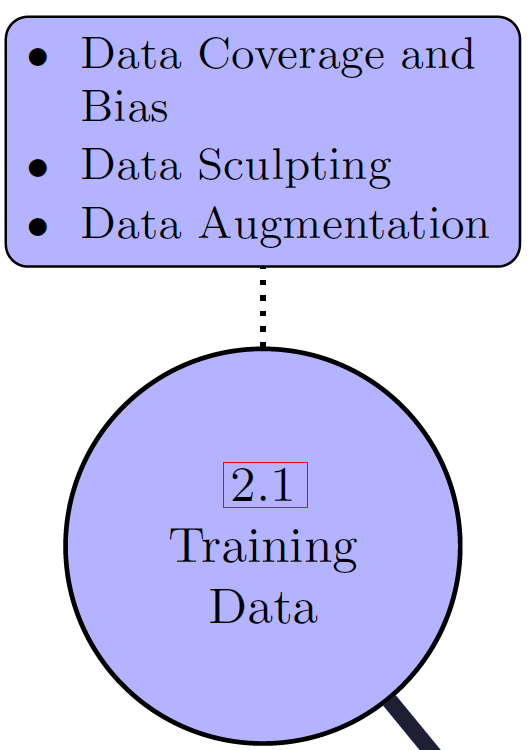 • Data Coverage and
Bias
• Data Sculpting
• Data Augmentation
2.1
Training
Data